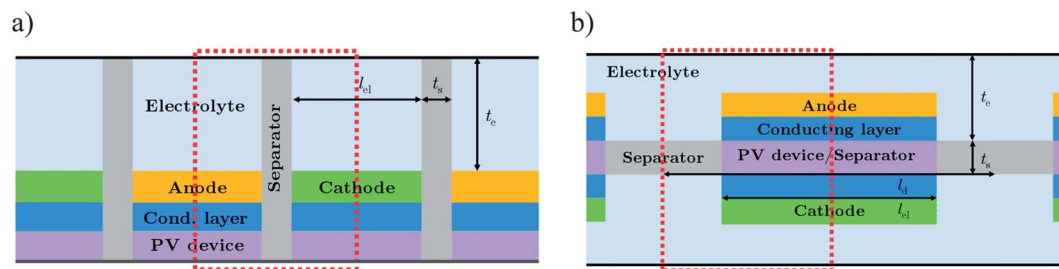 a)
Electrolyte
Separator
l_el
t_s
t_e
Anode
Cathode
Cond. layer
PV device
b)
Electrolyte
t_e
Anode
Conducting layer
Separator
PV device/Separator
t_s
l_d
Cathode
l_el